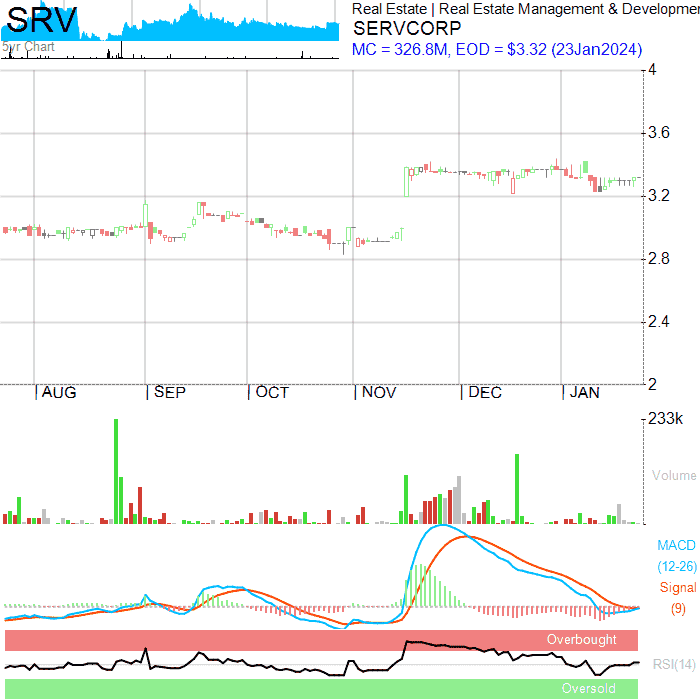 SRV
5yr Chart
Real Estate | Real Estate Management & Developmen
SERVCORP
MC = 326.8M, EOD = $3.32 (23Jan2024)
4
3.6
3.2
2.8
2.4
2
AUG SEP OCT NOV DEC JAN
233k
Volume
MACD
(12-26)
Signal
(9)
Overbought
RSI(14)
Oversold